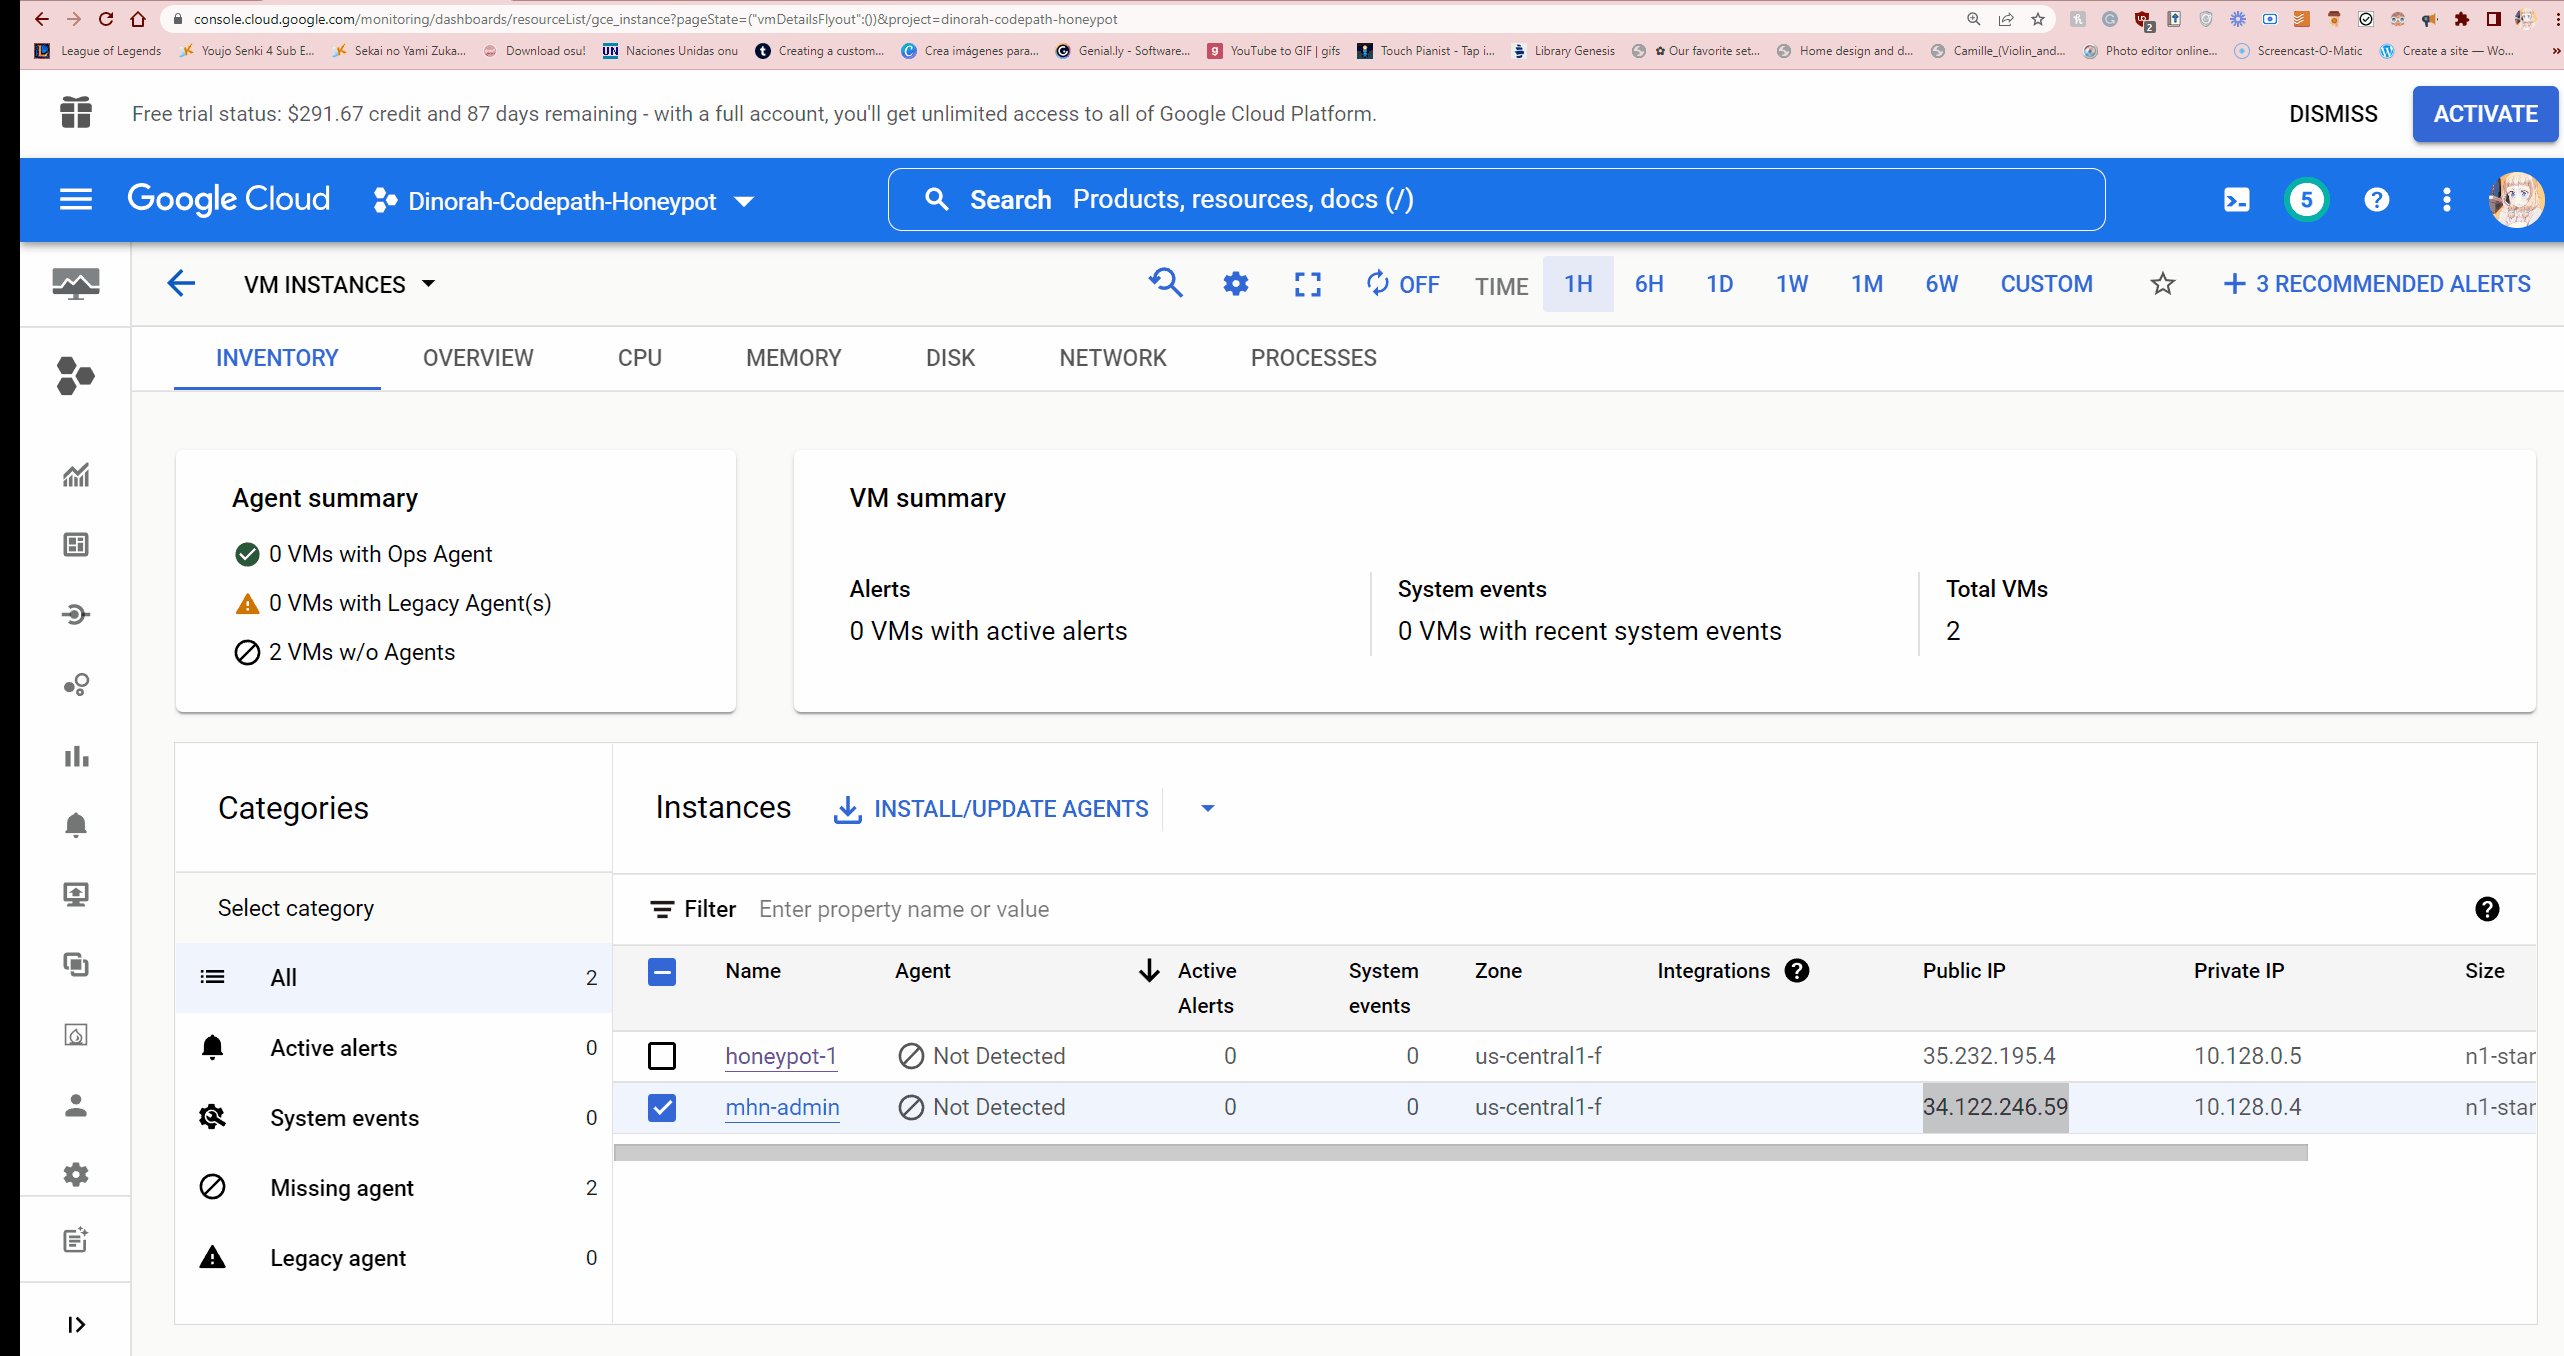 console.cloud.google.com/monitoring/dashboards/resourceList/gce_instance?pageState=("vmDetailsFlyout":())&project=dinorah-codepath-honeypot
2
League of Legends Youjo Senki 4 Sub E... Sekai no Yami Zuka... Download osu! UN Naciones Unidas onu t Creating a custom... C Crea imágenes para... G Genial.ly - Software... g YouTube to GIF | gifs Touch Pianist - Tap i... Library Genesis ✿ Our favorite set... Home design and d... Camille_(Violin_and... Photo editor online... Screencast-O-Matic Create a site — Wo... »
Free trial status: $291.67 credit and 87 days remaining - with a full account, you'll get unlimited access to all of Google Cloud Platform.
DISMISS ACTIVATE
Google Cloud Dinorah-Codepath-Honeypot Search Products, resources, docs (/) 5 ?
VM INSTANCES OFF TIME 1H 6H 1D 1W 1M 6W CUSTOM + 3 RECOMMENDED ALERTS
INVENTORY OVERVIEW CPU MEMORY DISK NETWORK PROCESSES
Agent summary
0 VMs with Ops Agent
0 VMs with Legacy Agent(s)
2 VMs w/o Agents
VM summary
Alerts
0 VMs with active alerts
System events
0 VMs with recent system events
Total VMs
2
Categories
Select category
All 2
Active alerts 0
System events 0
Missing agent 2
Legacy agent 0
Instances INSTALL/UPDATE AGENTS
Filter Enter property name or value ?
Name Agent Active Alerts System events Zone Integrations ? Public IP Private IP Size
honeypot-1 Not Detected 0 0 us-central1-f 35.232.195.4 10.128.0.5 n1-star
mhn-admin Not Detected 0 0 us-central1-f 34.122.246.59 10.128.0.4 n1-star